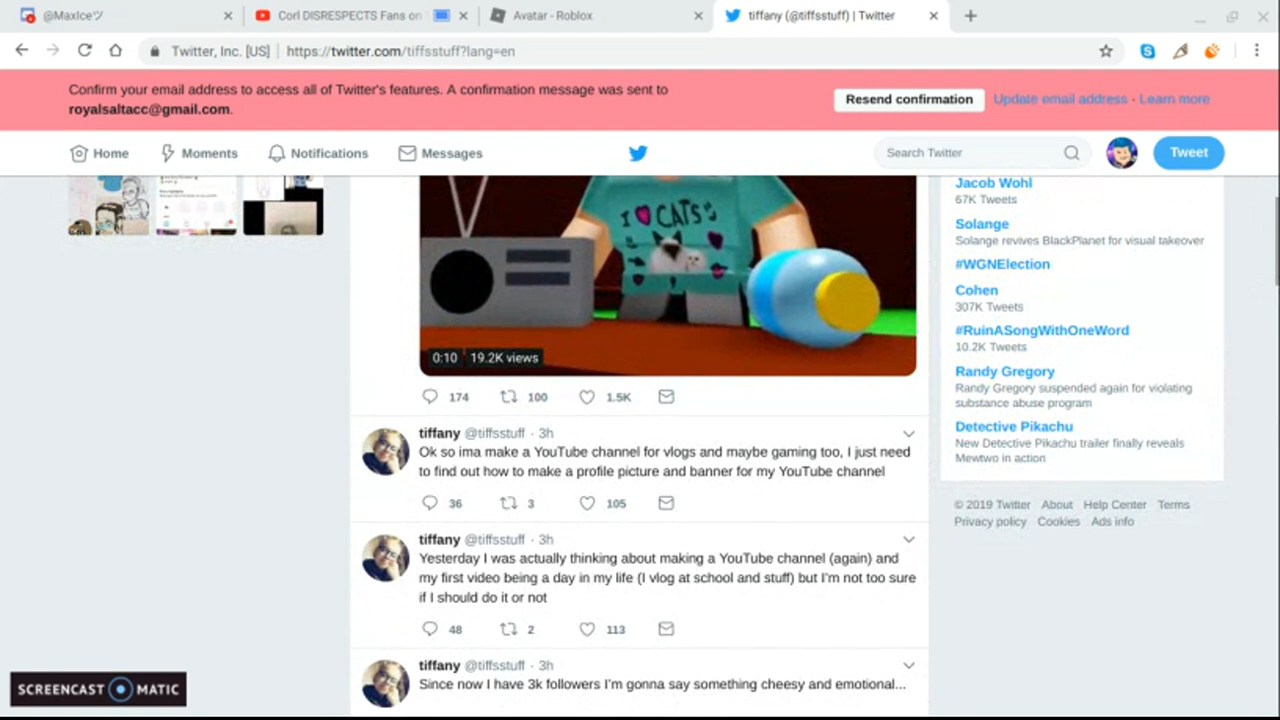 @MaxIceツ
Corl DISRESPECTS Fans on
Avatar - Roblox
tiffany (@tiffsstuff) | Twitter
Twitter, Inc. [US]
https://twitter.com/tiffsstuff?lang=en
Confirm your email address to access all of Twitter's features. A confirmation message was sent to
royalsaltacc@gmail.com.
Resend confirmation
Update email address · Learn more
Home
Moments
Notifications
Messages
Search Twitter
Tweet
I CATS
0:10
19.2K views
174
100
1.5K
tiffany @tiffsstuff · 3h
Ok so ima make a YouTube channel for vlogs and maybe gaming too, I just need
to find out how to make a profile picture and banner for my YouTube channel
36
3
105
tiffany @tiffsstuff · 3h
Yesterday I was actually thinking about making a YouTube channel (again) and
my first video being a day in my life (I vlog at school and stuff) but I'm not too sure
if I should do it or not
48
2
113
tiffany @tiffsstuff · 3h
Since now I have 3k followers I'm gonna say something cheesy and emotional...
Jacob Wohl
67K Tweets
Solange
Solange revives BlackPlanet for visual takeover
#WGNElection
Cohen
307K Tweets
#RuinASongWithOneWord
10.2K Tweets
Randy Gregory
Randy Gregory suspended again for violating
substance abuse program
Detective Pikachu
New Detective Pikachu trailer finally reveals
Mewtwo in action
© 2019 Twitter About Help Center Terms
Privacy policy Cookies Ads info
SCREENCAST MATIC